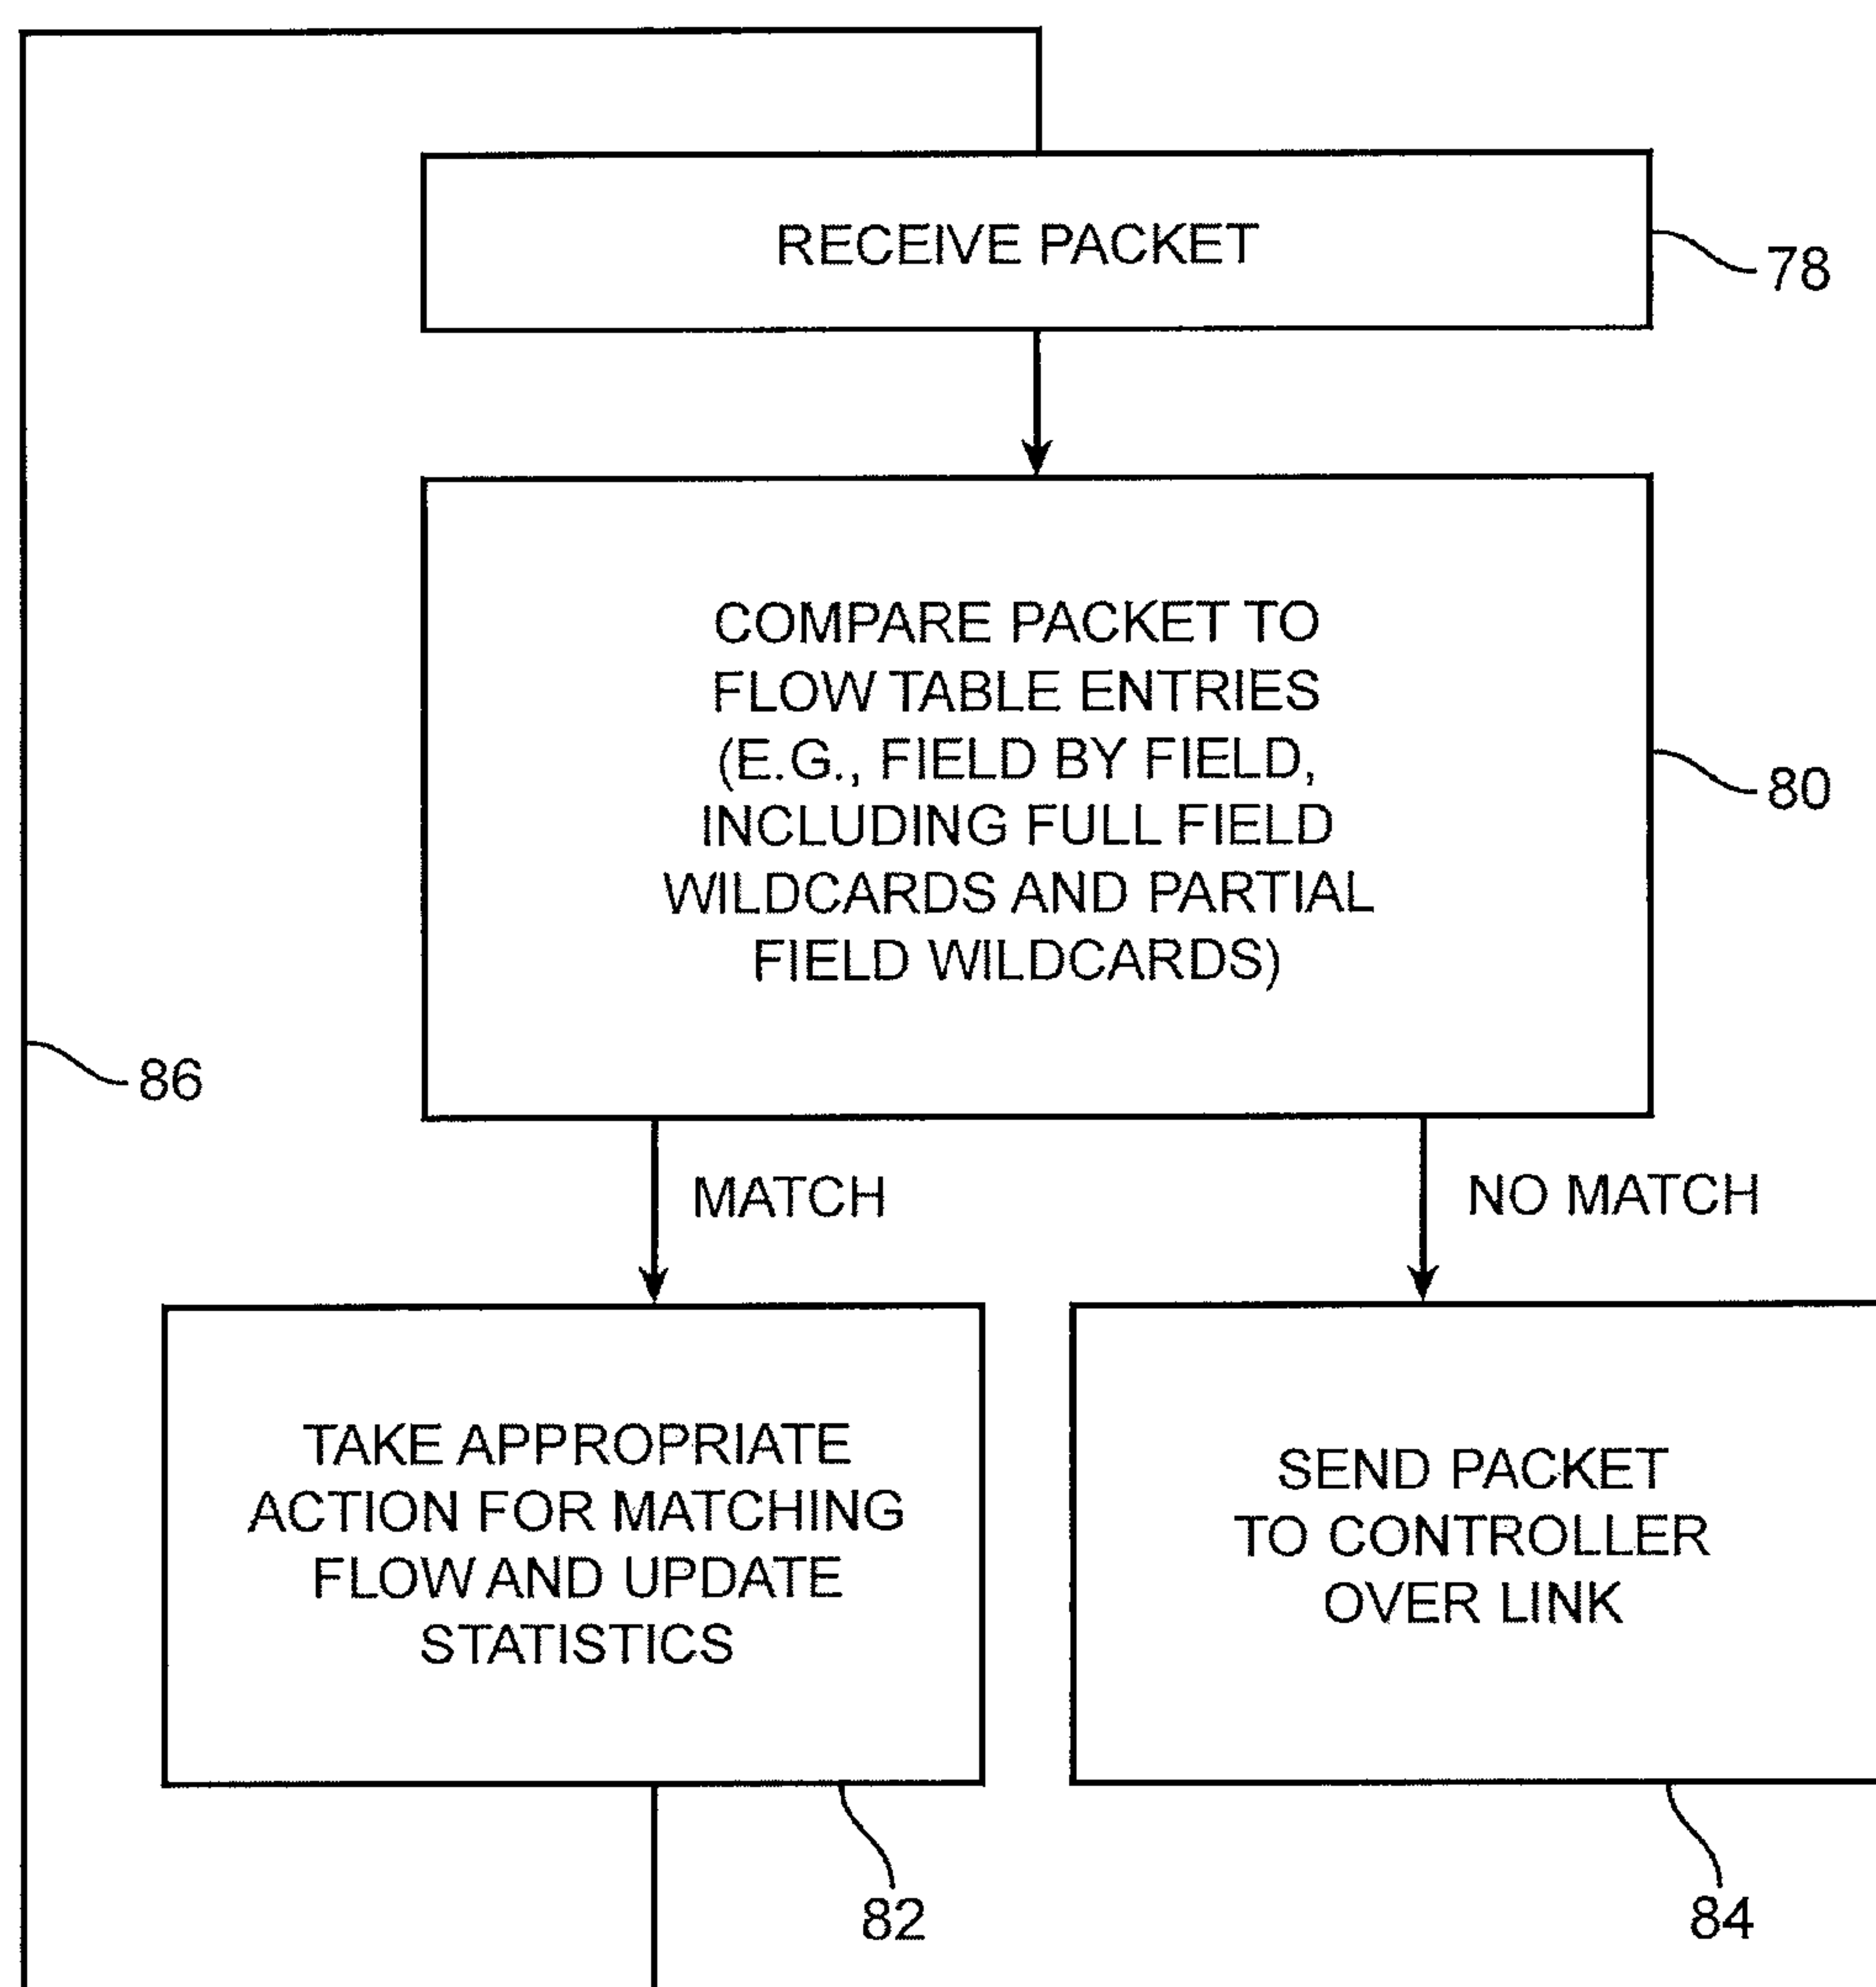 RECEIVE PACKET
78
COMPARE PACKET TO
FLOW TABLE ENTRIES
(E.G., FIELD BY FIELD,
INCLUDING FULL FIELD
WILDCARDS AND PARTIAL
FIELD WILDCARDS)
80
86
MATCH
NO MATCH
TAKE APPROPRIATE
ACTION FOR MATCHING
FLOW AND UPDATE
STATISTICS
SEND PACKET
TO CONTROLLER
OVER LINK
82
84